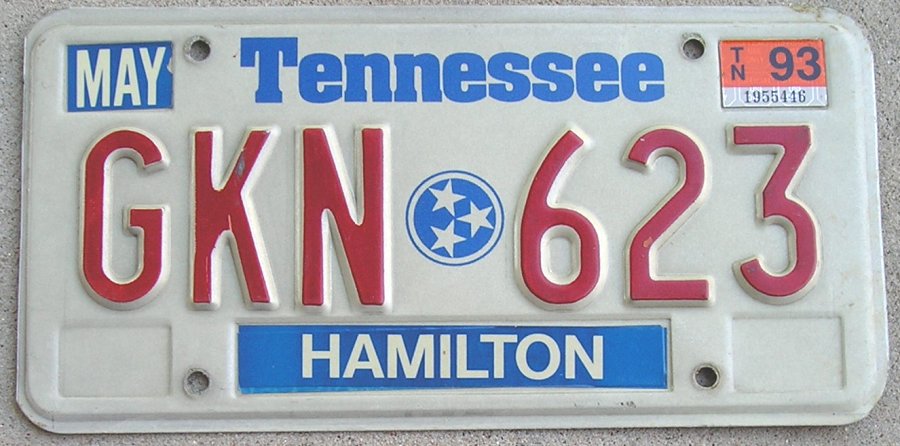 MAY Tennessee TN 93
1955446
GKN 623
HAMILTON